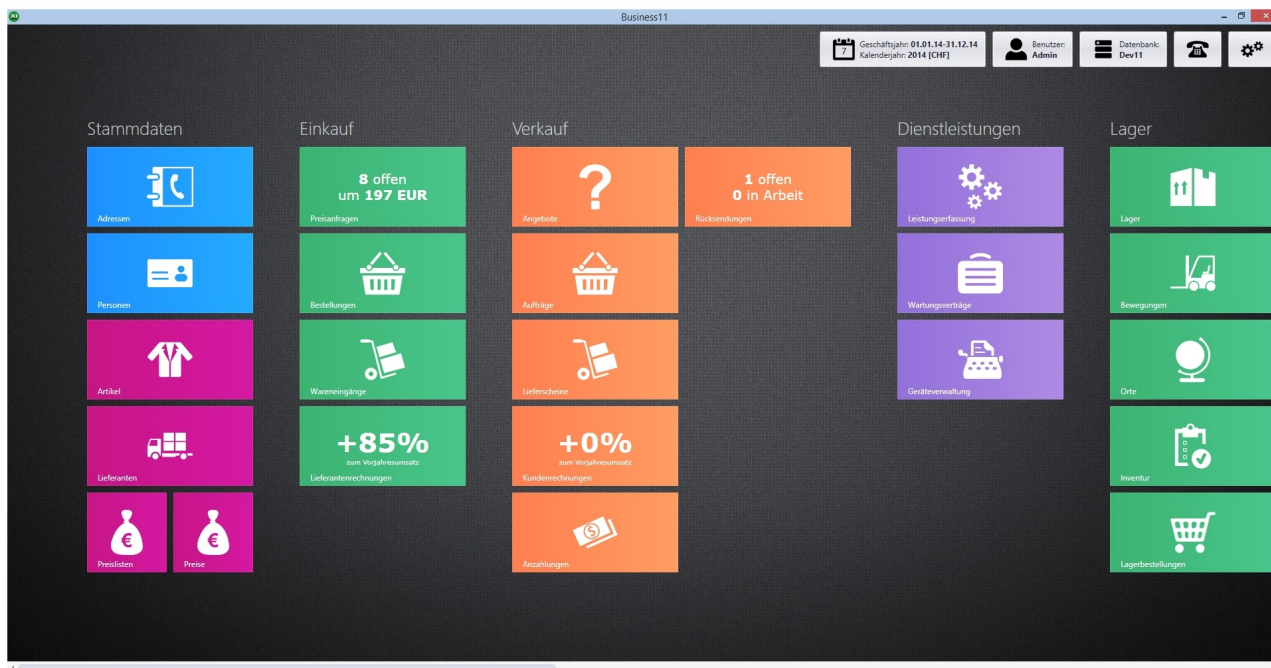 Business11
Geschäftsjahr: 01.01.14-31.12.14
Kalenderjahr: 2014 [CHF]
7
Benutzer:
Admin
Datenbank:
Dev11
Stammdaten
Adressen
Personen
Artikel
Lieferanten
€
Preislisten
€
Preise
Einkauf
8 offen
um 197 EUR
Preisanfragen
Bestellungen
Wareneingänge
+85%
zum Vorjahresumsatz
Lieferantenrechnungen
Verkauf
?
Angebote
1 offen
0 in Arbeit
Rücksendungen
Aufträge
Lieferscheine
+0%
zum Vorjahresumsatz
Kundenrechnungen
$
Anzahlungen
Dienstleistungen
Leistungserfassung
Wartungsverträge
Geräteverwaltung
Lager
Lager
Bewegungen
Orte
Inventur
Lagerbestellungen